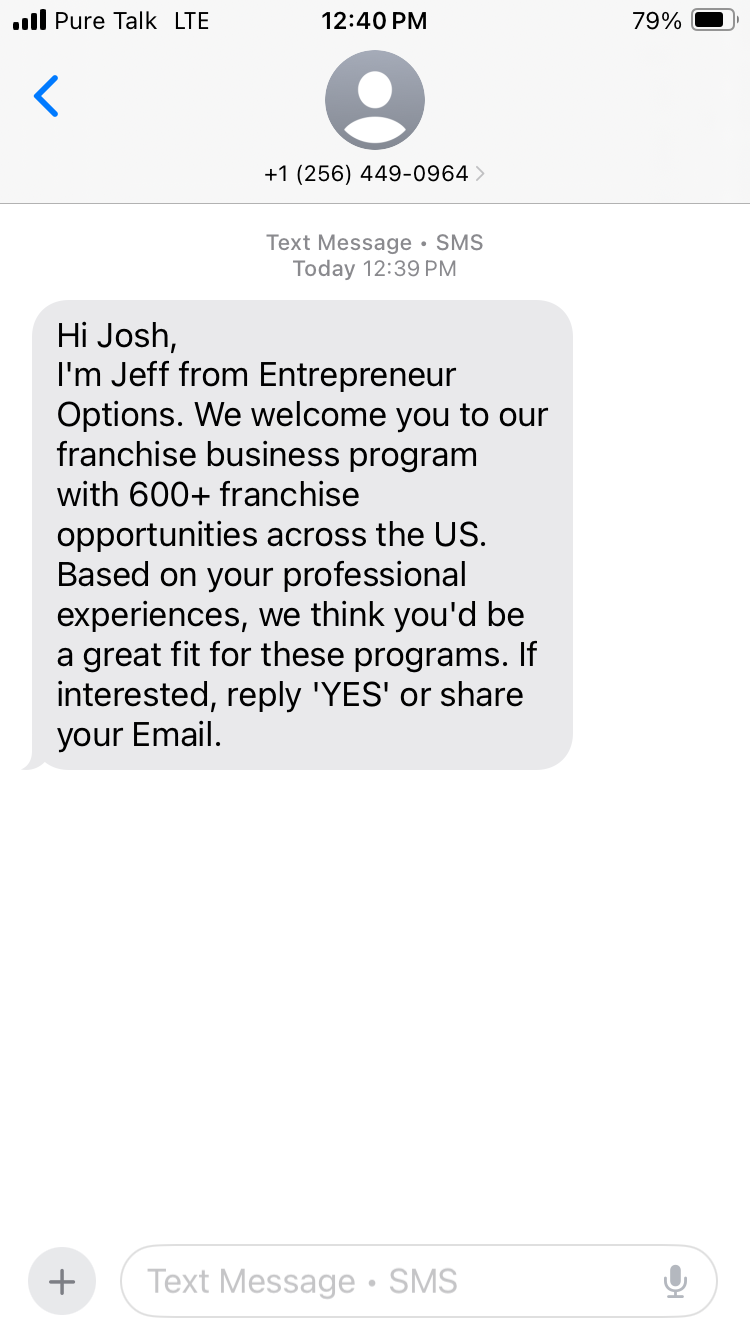 Pure Talk LTE 12:40 PM 79%
+1 (256) 449-0964
Text Message • SMS
Today 12:39 PM
Hi Josh,
I'm Jeff from Entrepreneur
Options. We welcome you to our
franchise business program
with 600+ franchise
opportunities across the US.
Based on your professional
experiences, we think you'd be
a great fit for these programs. If
interested, reply 'YES' or share
your Email.
Text Message • SMS